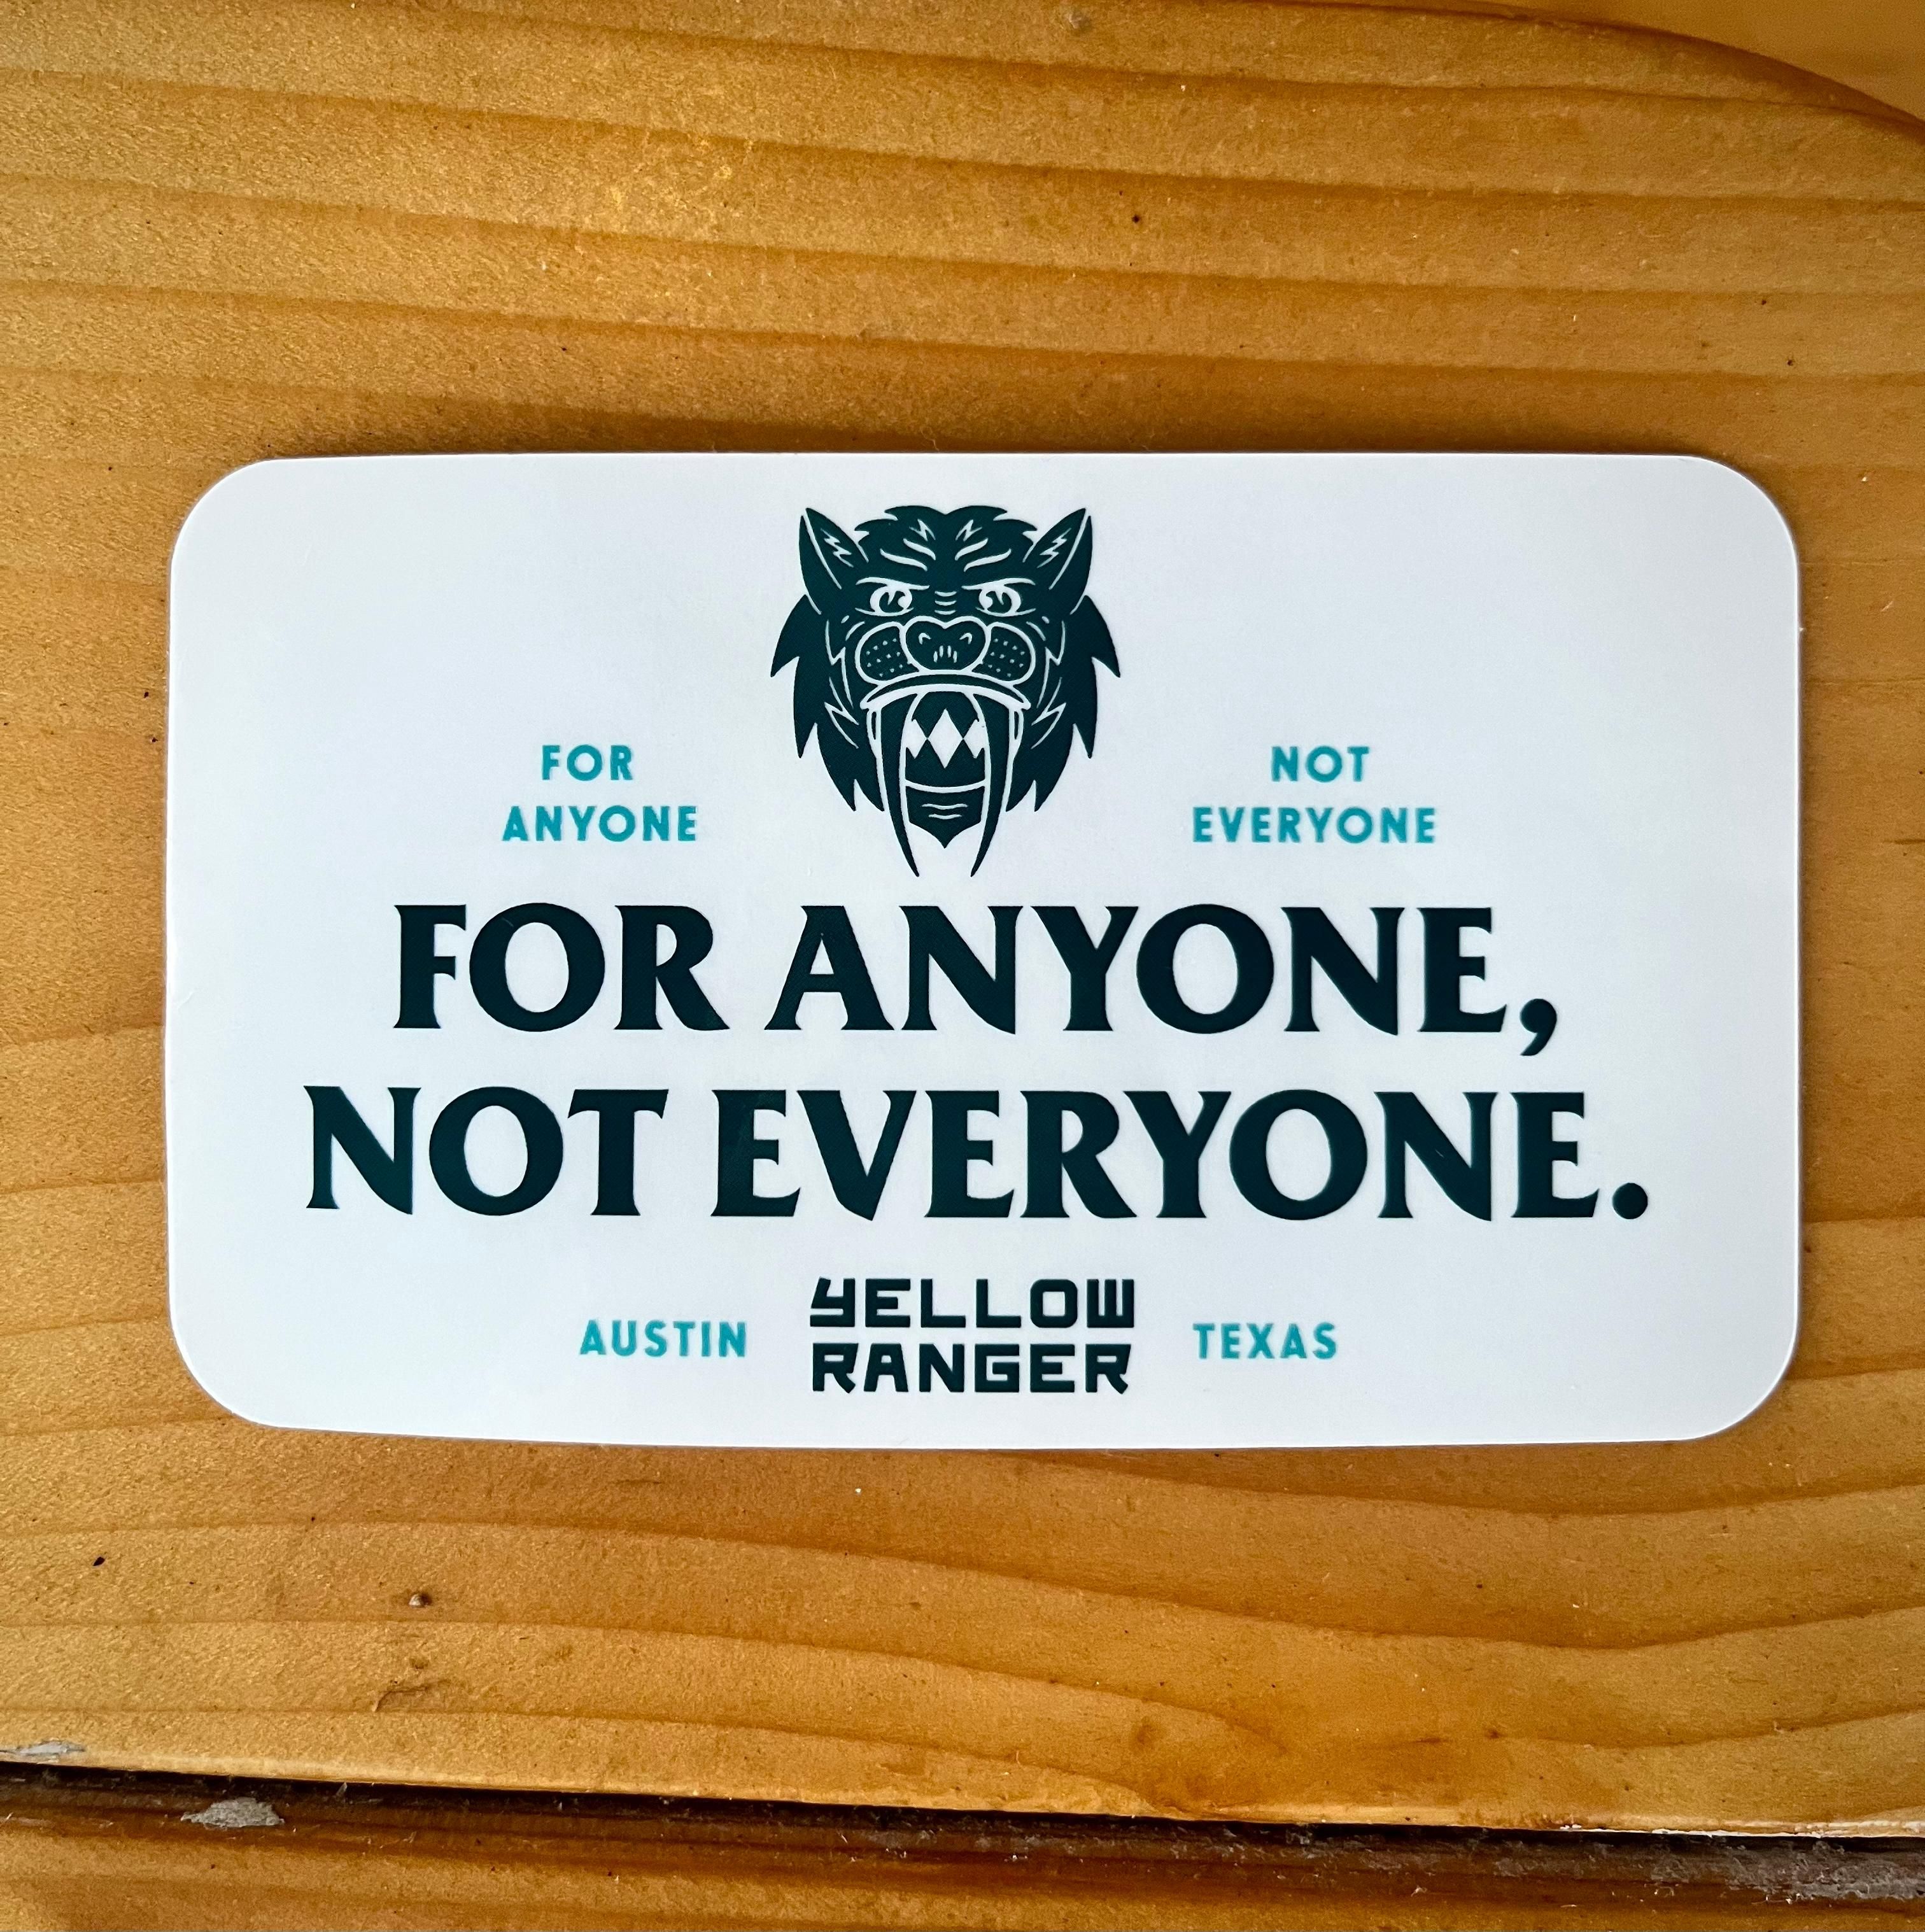 FOR
ANYONE
NOT
EVERYONE
FOR ANYONE,
NOT EVERYONE.
AUSTIN
YELLOW
RANGER
TEXAS